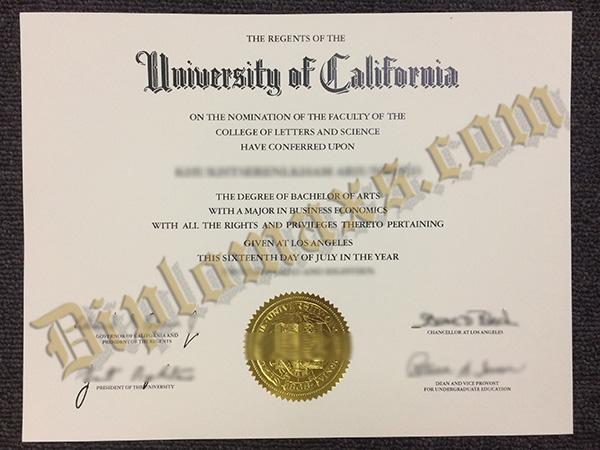 THE REGENTS OF THE
University of California
ON THE NOMINATION OF THE FACULTY OF THE
COLLEGE OF LETTERS AND SCIENCE
HAVE CONFERRED UPON
THE DEGREE OF BACHELOR OF ARTS
WITH A MAJOR IN BUSINESS ECONOMICS
WITH ALL THE RIGHTS AND PRIVILEGES THERETO PERTAINING
GIVEN AT LOS ANGELES
THIS SIXTEENTH DAY OF JULY IN THE YEAR
Diplomaxs.com
GOVERNOR OF CALIFORNIA AND
PRESIDENT OF THE REGENTS
CHANCELLOR AT LOS ANGELES
PRESIDENT OF THE UNIVERSITY
DEAN AND VICE PROVOST
FOR UNDERGRADUATE EDUCATION